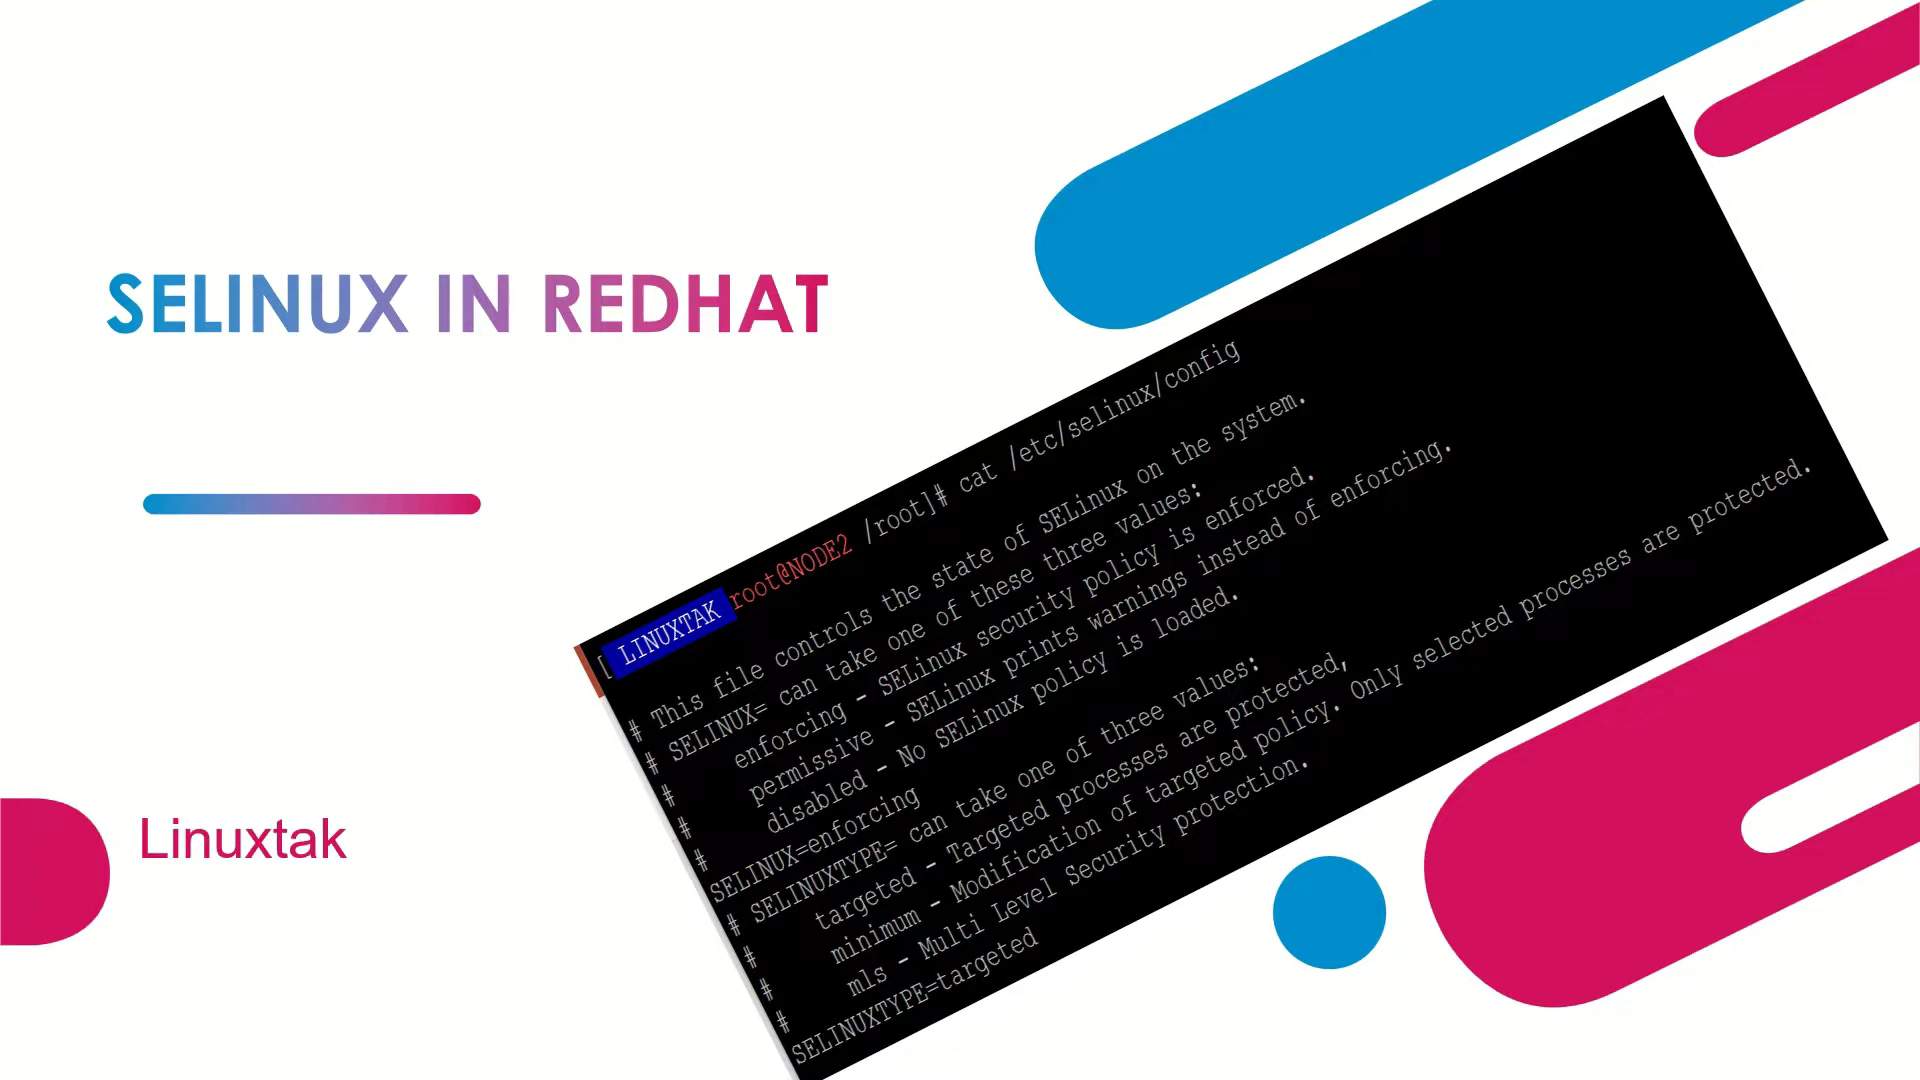 SELINUX IN REDHAT
Linuxtak
[ LINUXTAK root@NODE2 /root]# cat /etc/selinux/config
# This file controls the state of SELinux on the system.
# SELINUX= can take one of these three values:
#     enforcing - SELinux security policy is enforced.
#     permissive - SELinux prints warnings instead of enforcing.
#     disabled - No SELinux policy is loaded.
SELINUX=enforcing
# SELINUXTYPE= can take one of three values:
#     targeted - Targeted processes are protected,
#     minimum - Modification of targeted policy. Only selected processes are protected.
#     mls - Multi Level Security protection.
SELINUXTYPE=targeted